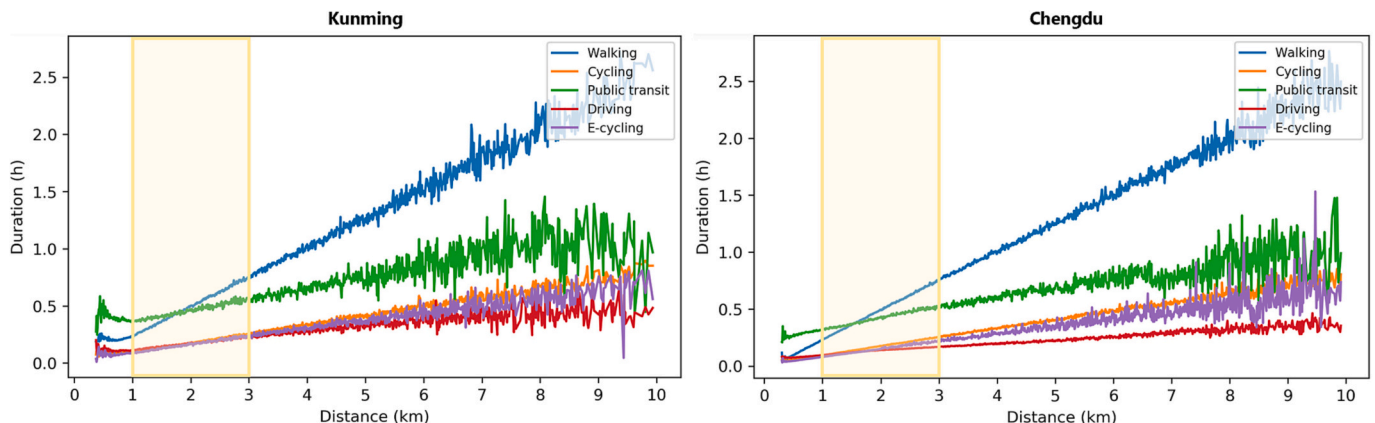 Kunming
Duration (h)
2.5
2.0
1.5
1.0
0.5
0.0
Walking
Cycling
Public transit
Driving
E-cycling
0 1 2 3 4 5 6 7 8 9 10
Distance (km)
Chengdu
Duration (h)
2.5
2.0
1.5
1.0
0.5
0.0
Walking
Cycling
Public transit
Driving
E-cycling
0 1 2 3 4 5 6 7 8 9 10
Distance (km)